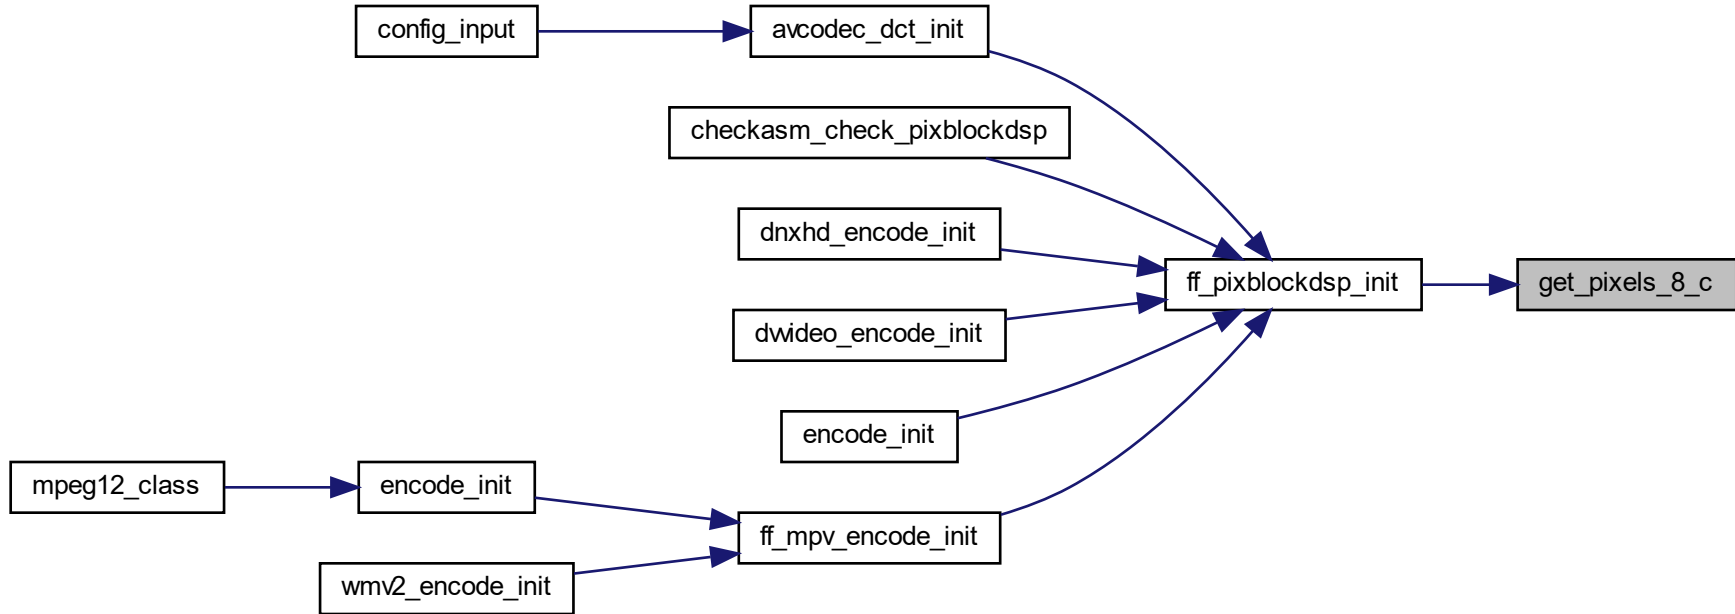 config_input
avcodec_dct_init
checkasm_check_pixblockdsp
dnxhd_encode_init
ff_pixblockdsp_init
get_pixels_8_c
dvvideo_encode_init
encode_init
mpeg12_class
encode_init
ff_mpv_encode_init
wmv2_encode_init